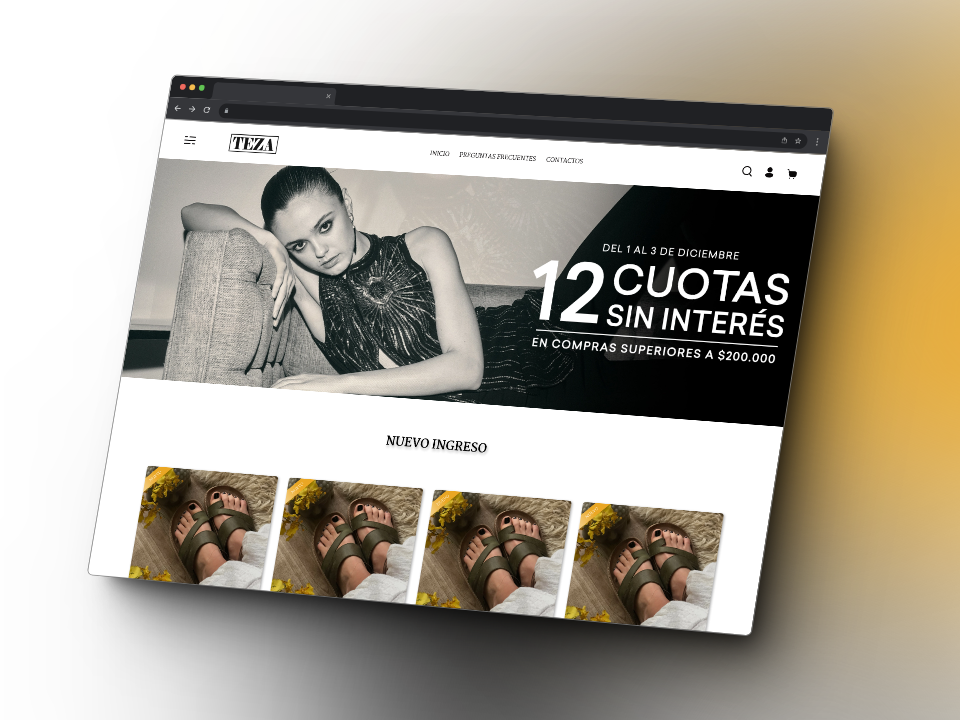 TEZA
INICIO PREGUNTAS FRECUENTES CONTACTOS
DEL 1 AL 3 DE DICIEMBRE
12 CUOTAS
SIN INTERÉS
EN COMPRAS SUPERIORES A $200.000
NUEVO INGRESO